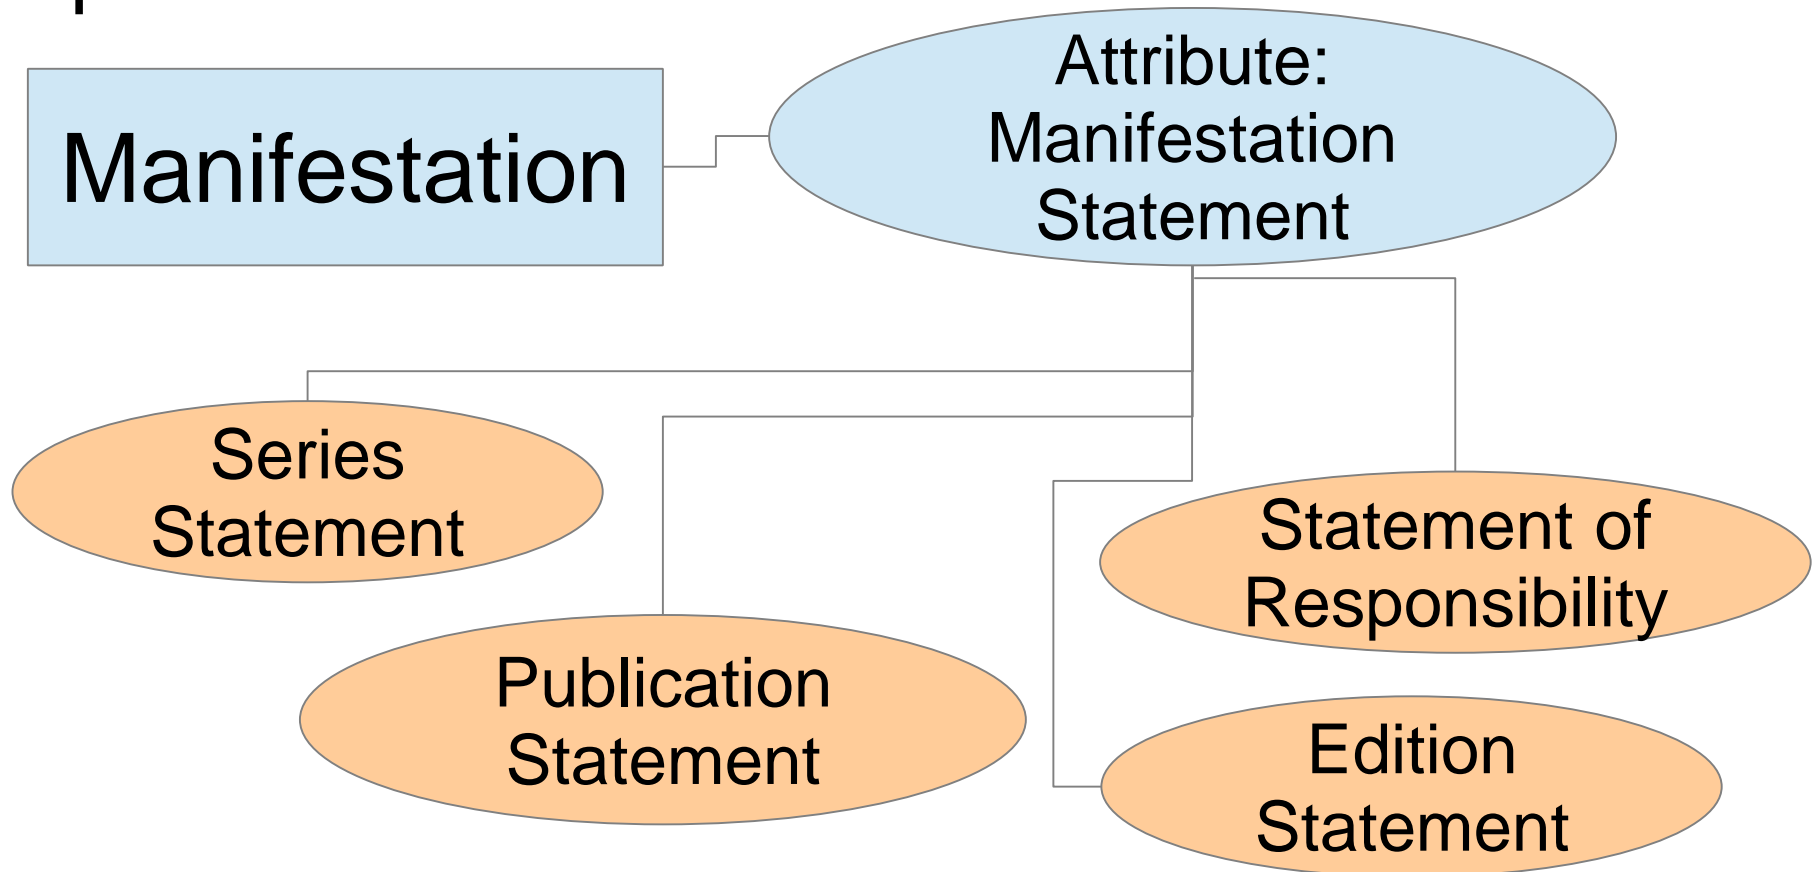 Manifestation
Attribute:
Manifestation
Statement
Series
Statement
Publication
Statement
Statement of
Responsibility
Edition
Statement